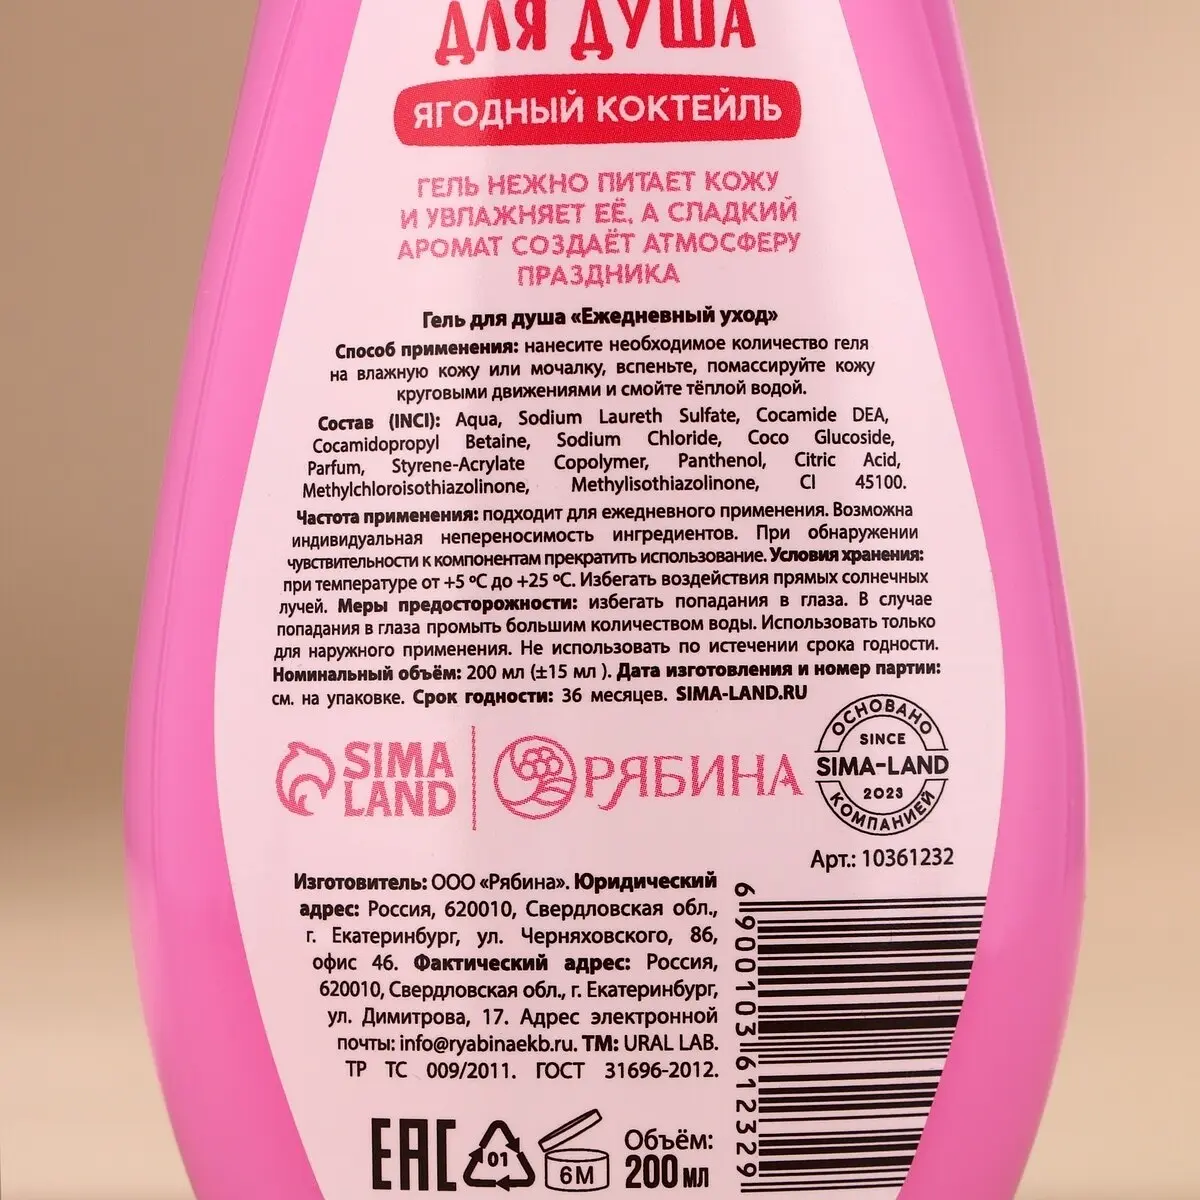 ДЛЯ ДУША
ЯГОДНЫЙ КОКТЕЙЛЬ
ГЕЛЬ НЕЖНО ПИТАЕТ КОЖУ
И УВЛАЖНЯЕТ ЕЁ, А СЛАДКИЙ
АРОМАТ СОЗДАЁТ АТМОСФЕРУ
ПРАЗДНИКА
Гель для душа «Ежедневный уход»
Способ применения: нанесите необходимое количество геля
на влажную кожу или мочалку, вспеньте, помассируйте кожу
круговыми движениями и смойте тёплой водой.
Состав (INCI): Aqua, Sodium Laureth Sulfate, Cocamide DEA,
Cocamidopropyl Betaine, Sodium Chloride, Coco Glucoside,
Parfum, Styrene-Acrylate Copolymer, Panthenol, Citric Acid,
Methylchloroisothiazolinone, Methylisothiazolinone, CI 45100.
Частота применения: подходит для ежедневного применения. Возможна
индивидуальная непереносимость ингредиентов. При обнаружении
чувствительности к компонентам прекратить использование. Условия хранения:
при температуре от +5 ºС до +25 ºС. Избегать воздействия прямых солнечных
лучей. Меры предосторожности: избегать попадания в глаза. В случае
попадания в глаза промыть большим количеством воды. Использовать только
для наружного применения. Не использовать по истечении срока годности.
Номинальный объём: 200 мл (±15 мл ). Дата изготовления и номер партии:
см. на упаковке. Срок годности: 36 месяцев. SIMA-LAND.RU
SIMA
LAND
РЯБИНА
ОСНОВАНО
SINCE
SIMA-LAND
2023
КОМПАНИЕЙ
Арт.: 10361232
Изготовитель: ООО «Рябина». Юридический
адрес: Россия, 620010, Свердловская обл.,
г. Екатеринбург, ул. Черняховского, 86,
офис 46. Фактический адрес: Россия,
620010, Свердловская обл., г. Екатеринбург,
ул. Димитрова, 17. Адрес электронной
почты: info@ryabinaekb.ru. ТМ: URAL LAB.
ТР ТС 009/2011. ГОСТ 31696-2012.
6 900103 612329
ЕАС
01
6М
Объём:
200 мл